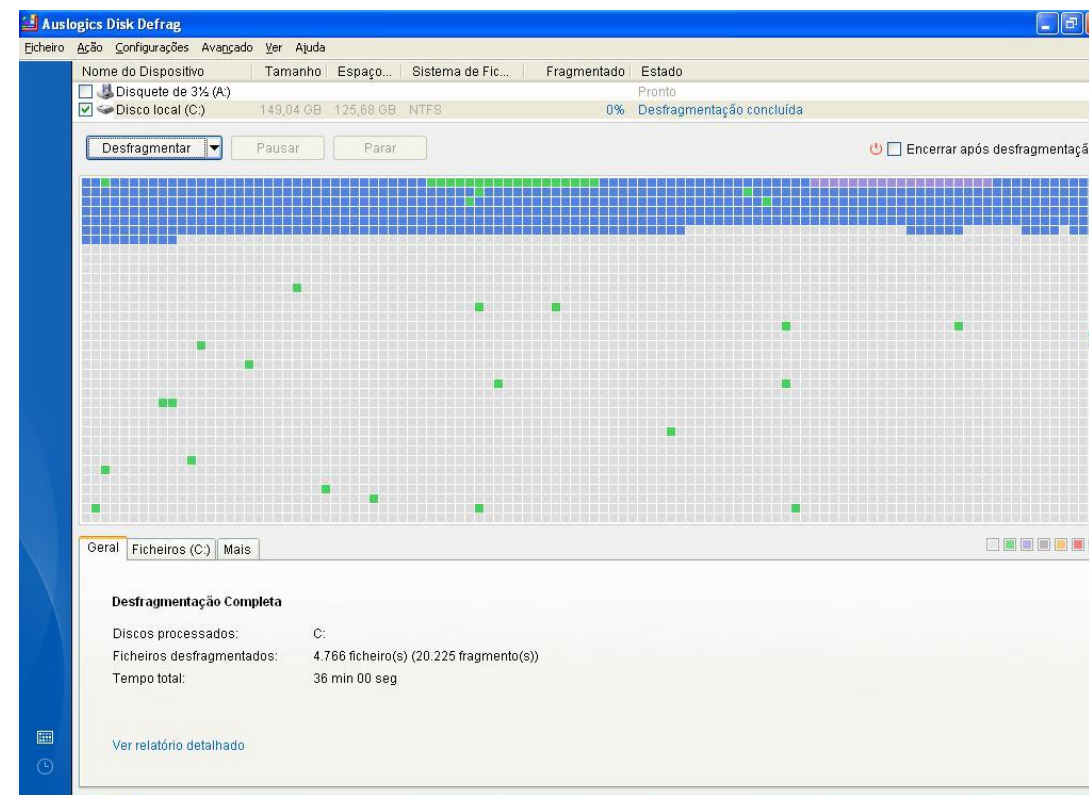 Auslogics Disk Defrag
Ficheiro Ação Configurações Avançado Ver Ajuda
Nome do Dispositivo Tamanho Espaço... Sistema de Fic... Fragmentado Estado
Disquete de 3½ (A:) Pronto
Disco local (C:) 149,04 GB 125,68 GB NTFS 0% Desfragmentação concluída
Desfragmentar Pausar Parar Encerrar após desfragmentaçã
Geral Ficheiros (C:) Mais
Desfragmentação Completa
Discos processados: C:
Ficheiros desfragmentados: 4.766 ficheiro(s) (20.225 fragmento(s))
Tempo total: 36 min 00 seg
Ver relatório detalhado